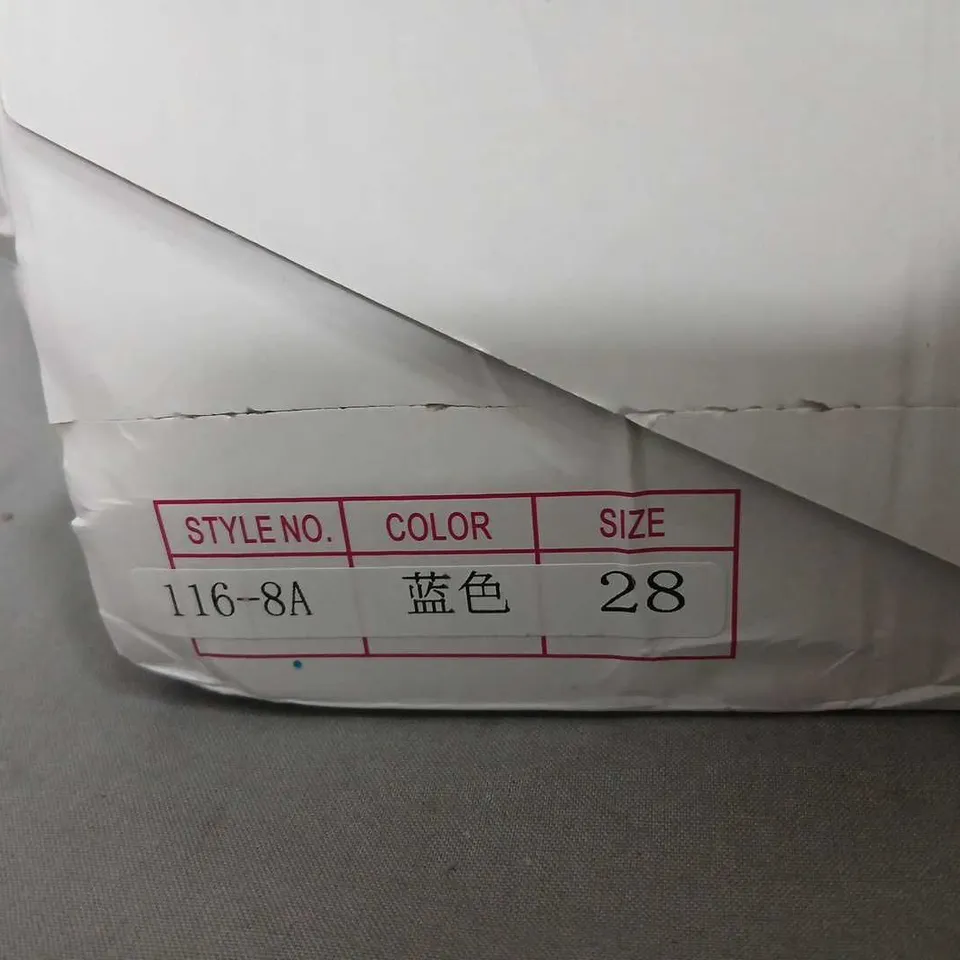 STYLE NO. COLOR SIZE
116-8A 蓝色 28